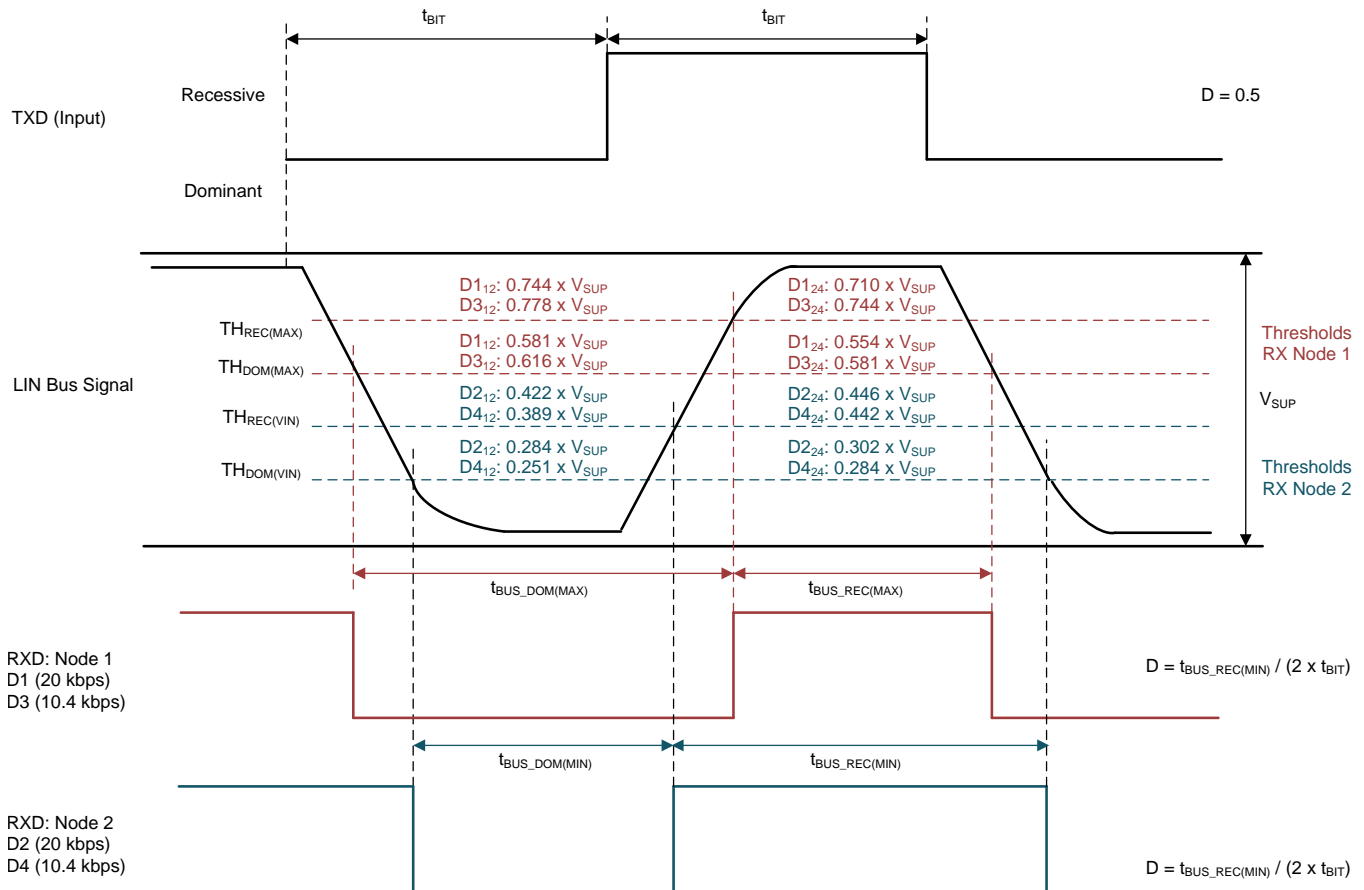 tBIT
tBIT
TXD (Input)
Recessive
Dominant
D = 0.5
LIN Bus Signal
THREC(MAX)
THDOM(MAX)
THREC(VIN)
THDOM(VIN)
D112: 0.744 x VSUP
D312: 0.778 x VSUP
D112: 0.581 x VSUP
D312: 0.616 x VSUP
D212: 0.422 x VSUP
D412: 0.389 x VSUP
D212: 0.284 x VSUP
D412: 0.251 x VSUP
D124: 0.710 x VSUP
D324: 0.744 x VSUP
D124: 0.554 x VSUP
D324: 0.581 x VSUP
D224: 0.446 x VSUP
D424: 0.442 x VSUP
D224: 0.302 x VSUP
D424: 0.284 x VSUP
Thresholds
RX Node 1
VSUP
Thresholds
RX Node 2
tBUS_DOM(MAX)
tBUS_REC(MAX)
RXD: Node 1
D1 (20 kbps)
D3 (10.4 kbps)
D = tBUS_REC(MIN) / (2 x tBIT)
tBUS_DOM(MIN)
tBUS_REC(MIN)
RXD: Node 2
D2 (20 kbps)
D4 (10.4 kbps)
D = tBUS_REC(MIN) / (2 x tBIT)